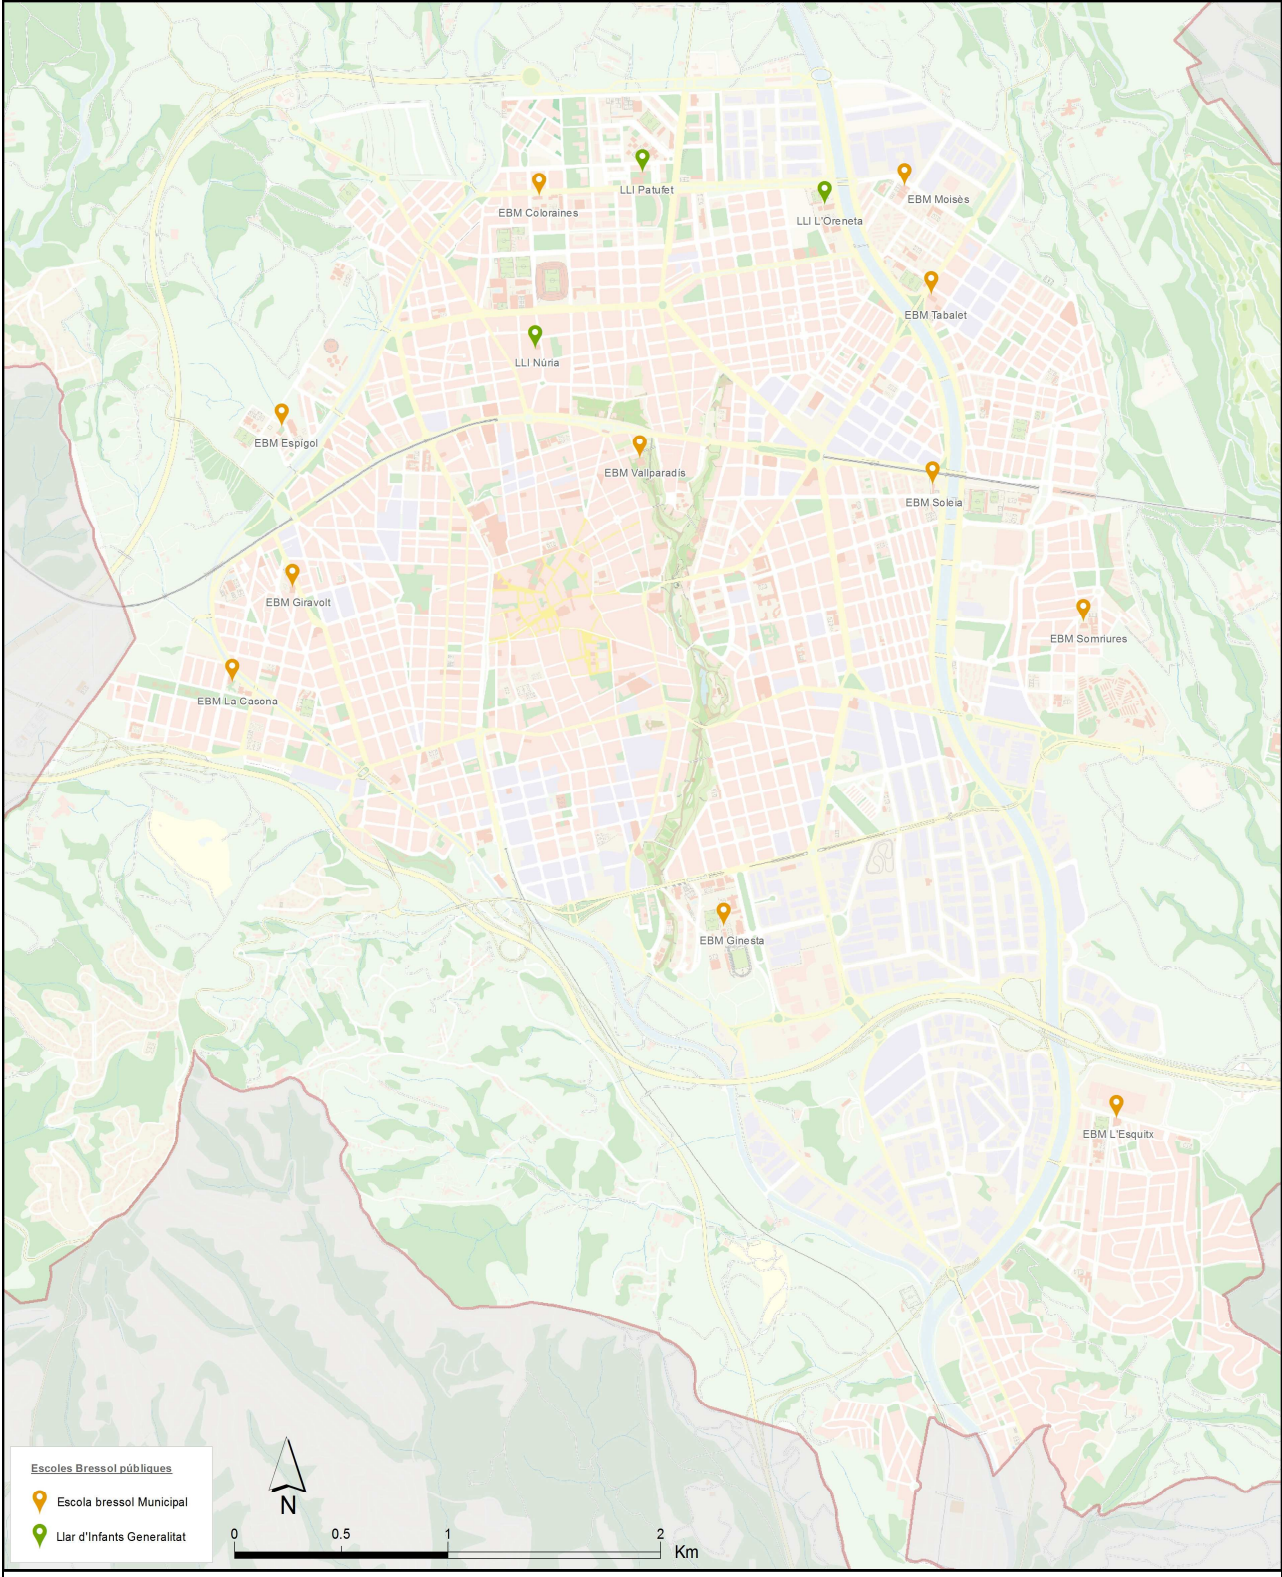 LLI Patufet
EBM Moisès
EBM Coloraines
LLI L'Oreneta
EBM Tabalet
LLI Núria
EBM Espígol
EBM Vallparadís
EBM Soleia
EBM Giravolt
EBM Somriures
EBM La Casona
EBM Ginesta
EBM L'Esquitx
Escoles Bressol públiques
Escola bressol Municipal
Llar d'Infants Generalitat
N
0 0.5 1 2
Km